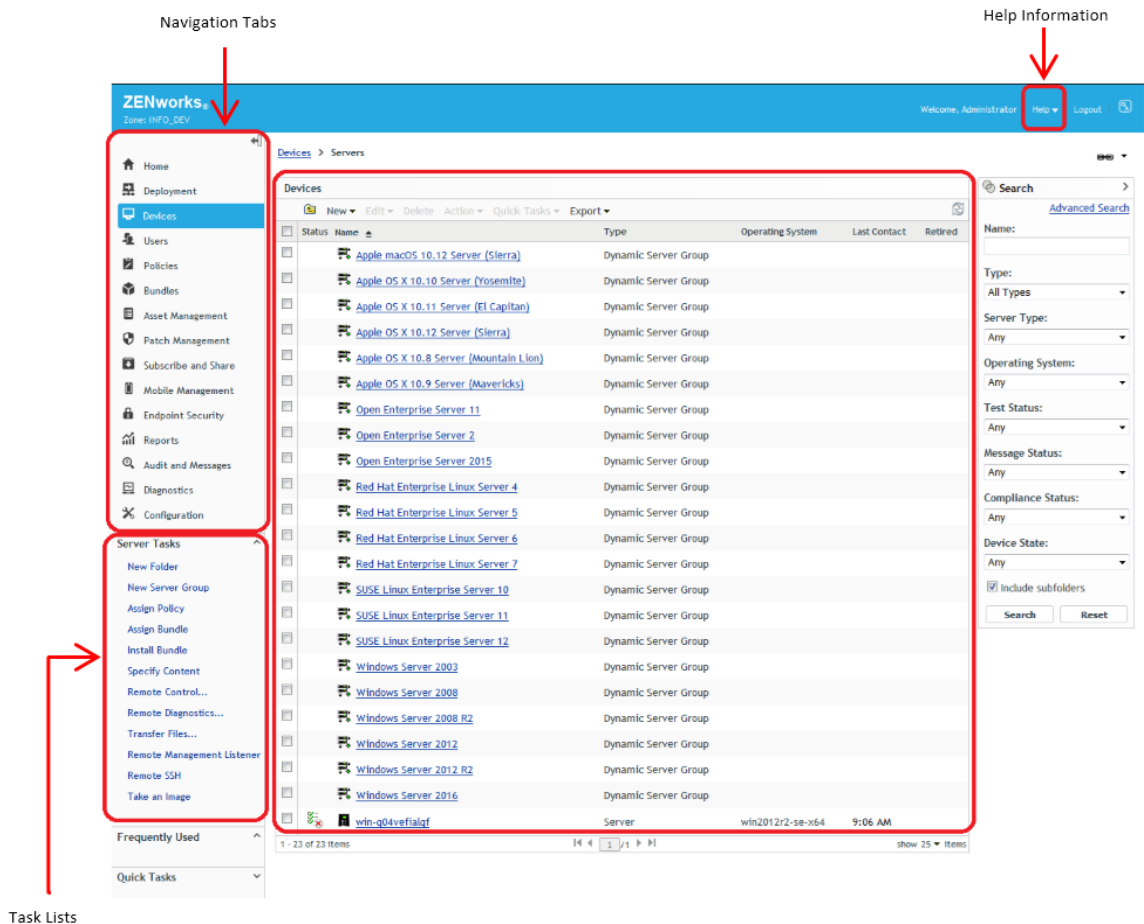 Navigation Tabs
Help Information
ZENworks®
Zone: INFO_DEV
Welcome, Administrator Help Logout
Home
Deployment
Devices
Users
Policies
Bundles
Asset Management
Patch Management
Subscribe and Share
Mobile Management
Endpoint Security
Reports
Audit and Messages
Diagnostics
Configuration
Server Tasks
New Folder
New Server Group
Assign Policy
Assign Bundle
Install Bundle
Specify Content
Remote Control...
Remote Diagnostics...
Transfer Files...
Remote Management Listener
Remote SSH
Take an Image
Frequently Used
Quick Tasks
Task Lists
Devices > Servers
Devices
New Edit Delete Action Quick Tasks Export
Status Name Type Operating System Last Contact Retired
Apple macOS 10.12 Server (Sierra) Dynamic Server Group
Apple OS X 10.10 Server (Yosemite) Dynamic Server Group
Apple OS X 10.11 Server (El Capitan) Dynamic Server Group
Apple OS X 10.12 Server (Sierra) Dynamic Server Group
Apple OS X 10.8 Server (Mountain Lion) Dynamic Server Group
Apple OS X 10.9 Server (Mavericks) Dynamic Server Group
Open Enterprise Server 11 Dynamic Server Group
Open Enterprise Server 2 Dynamic Server Group
Open Enterprise Server 2015 Dynamic Server Group
Red Hat Enterprise Linux Server 4 Dynamic Server Group
Red Hat Enterprise Linux Server 5 Dynamic Server Group
Red Hat Enterprise Linux Server 6 Dynamic Server Group
Red Hat Enterprise Linux Server 7 Dynamic Server Group
SUSE Linux Enterprise Server 10 Dynamic Server Group
SUSE Linux Enterprise Server 11 Dynamic Server Group
SUSE Linux Enterprise Server 12 Dynamic Server Group
Windows Server 2003 Dynamic Server Group
Windows Server 2008 Dynamic Server Group
Windows Server 2008 R2 Dynamic Server Group
Windows Server 2012 Dynamic Server Group
Windows Server 2012 R2 Dynamic Server Group
Windows Server 2016 Dynamic Server Group
win-q04vefialqf Server win2012r2-se-x64 9:06 AM
1 - 23 of 23 items 1 /1 show 25 items
Search
Advanced Search
Name:
Type:
All Types
Server Type:
Any
Operating System:
Any
Test Status:
Any
Message Status:
Any
Compliance Status:
Any
Device State:
Any
Include subfolders
Search Reset